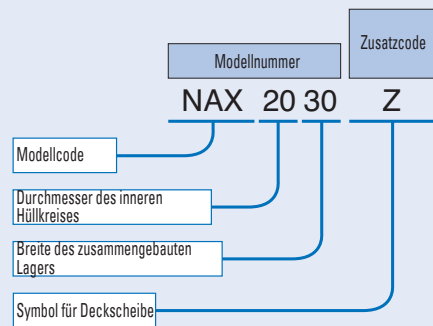 Zusatzcode
Modellnummer
NAX 20 30 Z
Modellcode
Durchmesser des inneren
Hüllkreises
Breite des zusammengebauten
Lagers
Symbol für Deckscheibe